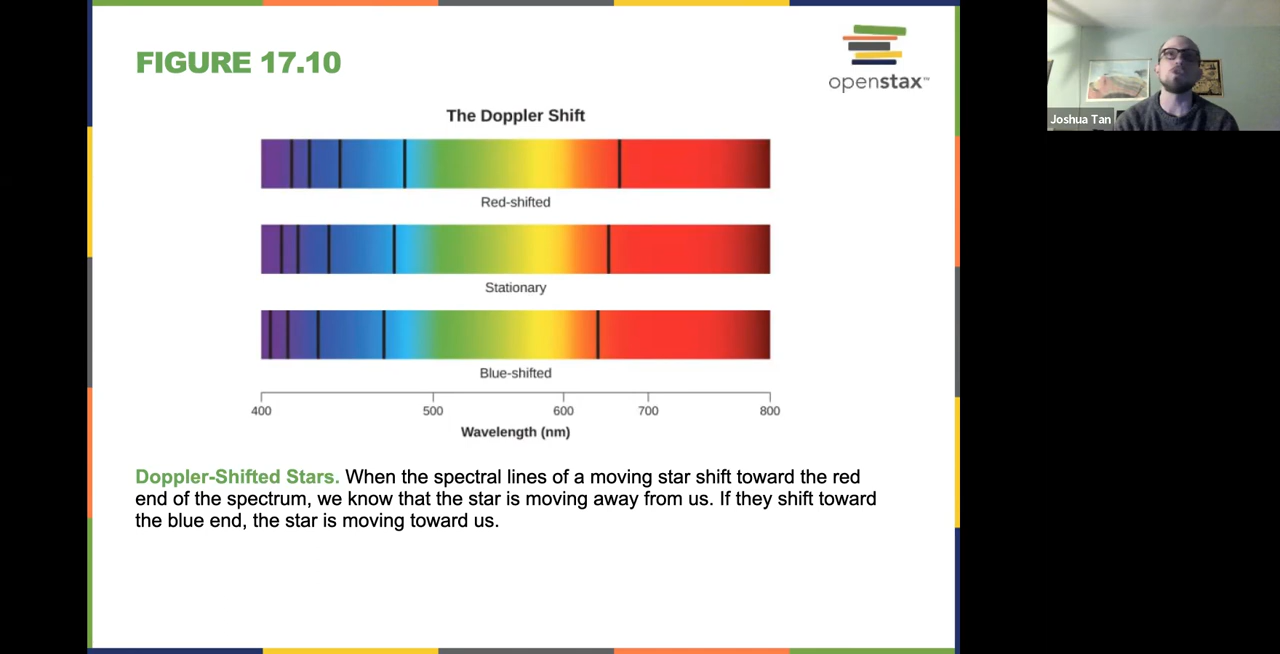 FIGURE 17.10
openstax™
Joshua Tan
The Doppler Shift
Red-shifted
Stationary
Blue-shifted
400 500 600 700 800
Wavelength (nm)
Doppler-Shifted Stars. When the spectral lines of a moving star shift toward the red
end of the spectrum, we know that the star is moving away from us. If they shift toward
the blue end, the star is moving toward us.